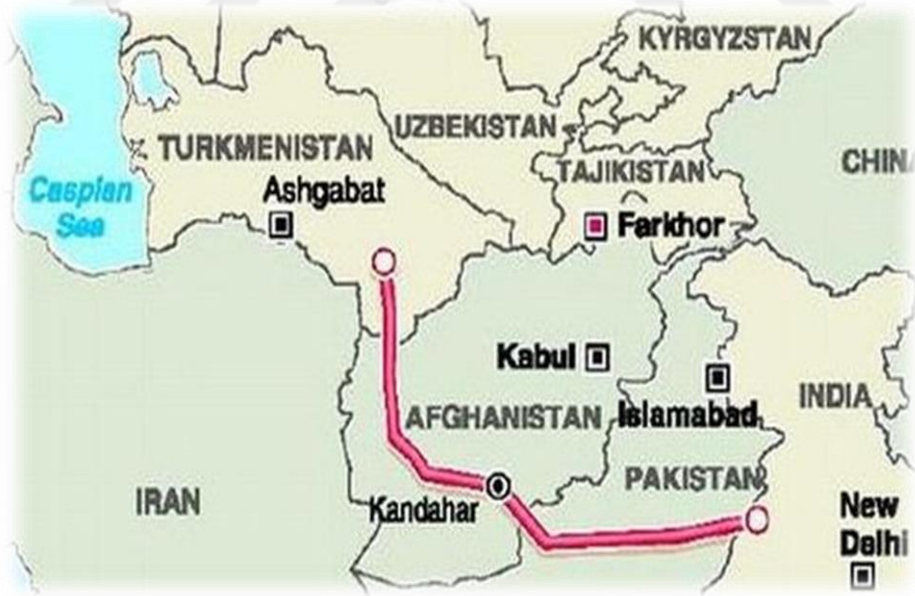 KYRGYZSTAN
UZBEKISTAN
TURKMENISTAN
CHINA
TAJIKISTAN
Caspian
Sea
Ashgabat
Farkhor
Kabul
INDIA
AFGHANISTAN
Islamabad
PAKISTAN
IRAN
Kandahar
New
Delhi